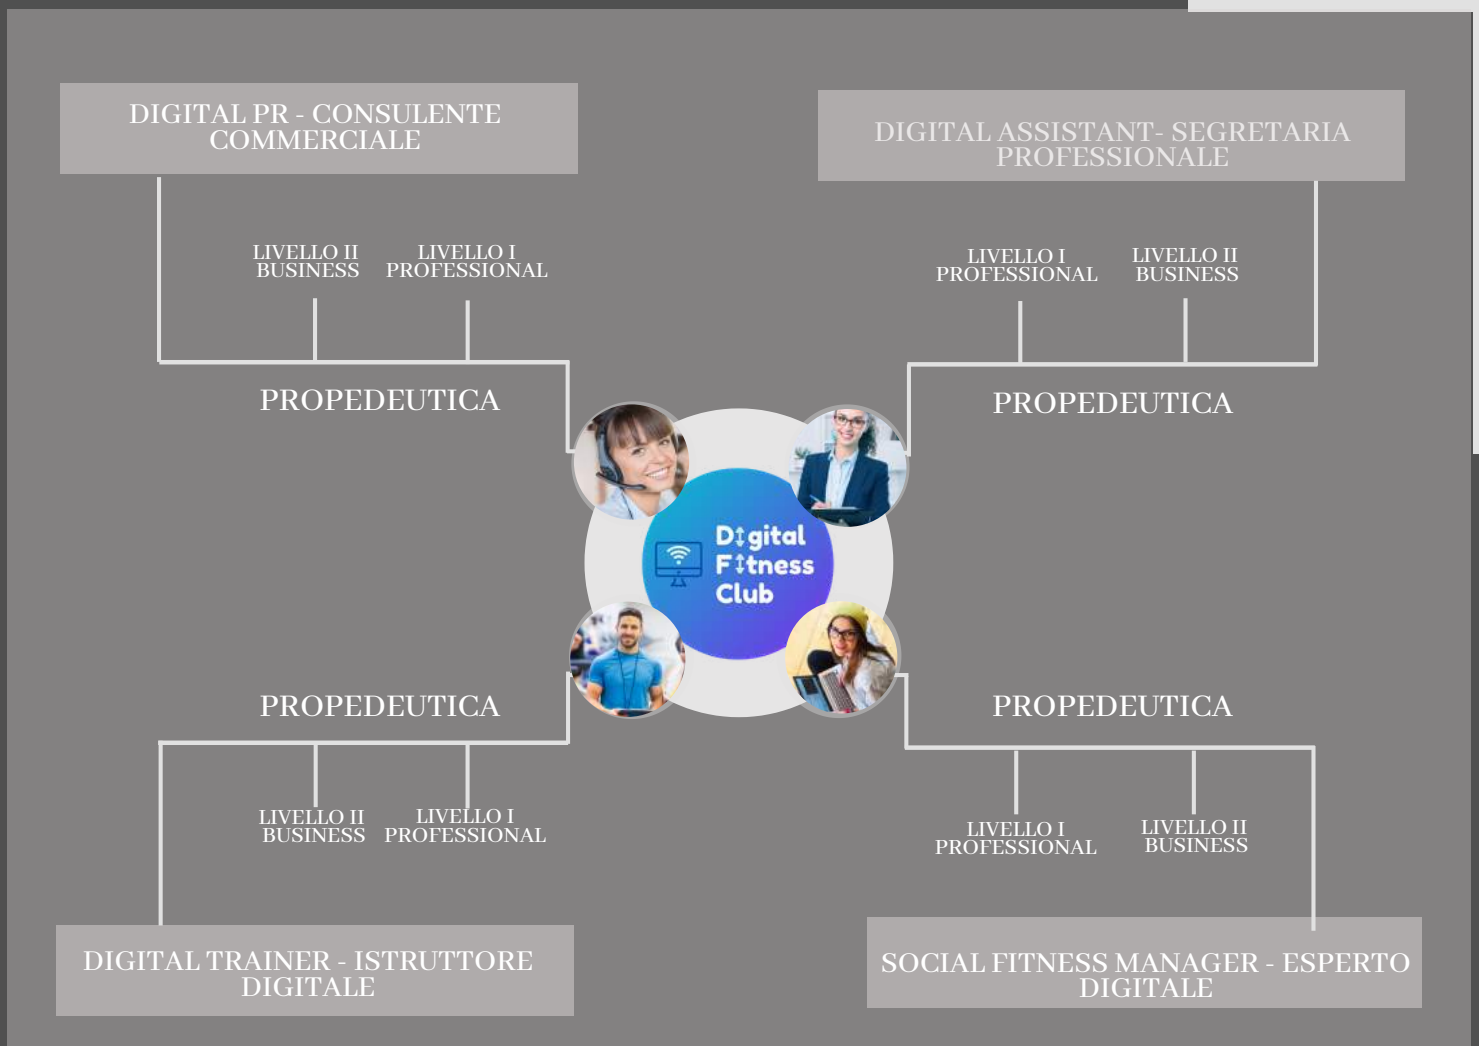 DIGITAL PR - CONSULENTE
COMMERCIALE
DIGITAL ASSISTANT- SEGRETARIA
PROFESSIONALE
LIVELLO II
BUSINESS
LIVELLO I
PROFESSIONAL
LIVELLO I
PROFESSIONAL
LIVELLO II
BUSINESS
PROPEDEUTICA
PROPEDEUTICA
Digital
Fitness
Club
PROPEDEUTICA
PROPEDEUTICA
LIVELLO II
BUSINESS
LIVELLO I
PROFESSIONAL
LIVELLO I
PROFESSIONAL
LIVELLO II
BUSINESS
DIGITAL TRAINER - ISTRUTTORE
DIGITALE
SOCIAL FITNESS MANAGER - ESPERTO
DIGITALE